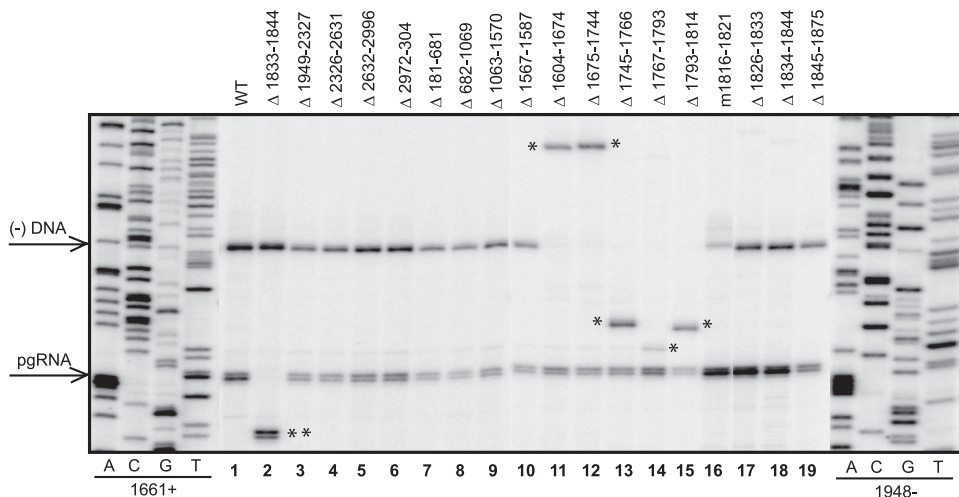 WT
Δ 1833-1844
Δ 1949-2327
Δ 2326-2631
Δ 2632-2996
Δ 2972-304
Δ 181-681
Δ 682-1069
Δ 1063-1570
Δ 1567-1587
Δ 1604-1674
Δ 1675-1744
Δ 1745-1766
Δ 1767-1793
Δ 1793-1814
m1816-1821
Δ 1826-1833
Δ 1834-1844
Δ 1845-1875
* *
(-) DNA
* *
*
pgRNA
* *
A C G T 1 2 3 4 5 6 7 8 9 10 11 12 13 14 15 16 17 18 19 A C G T
1661+ 1948-